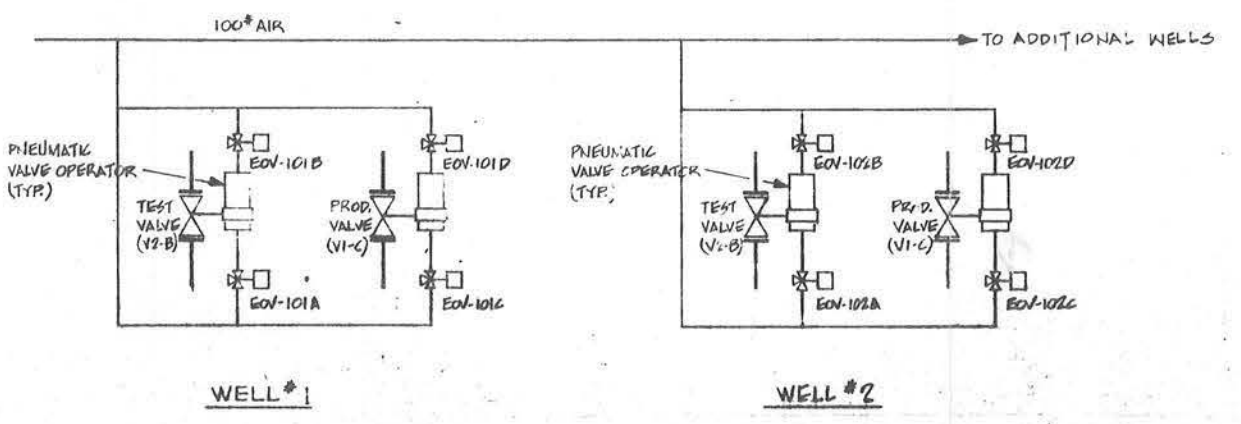 100# AIR
TO ADDITIONAL WELLS
PNEUMATIC
VALVE OPERATOR
(TYP.)
EOV-101B
EOV-101D
TEST
VALVE
(V2-B)
PROD.
VALVE
(V1-C)
EOV-101A
EOV-101C
WELL #1
PNEUMATIC
VALVE OPERATOR
(TYP.)
EOV-102B
EOV-102D
TEST
VALVE
(V2-B)
PROD.
VALVE
(V1-C)
EOV-102A
EOV-102C
WELL #2